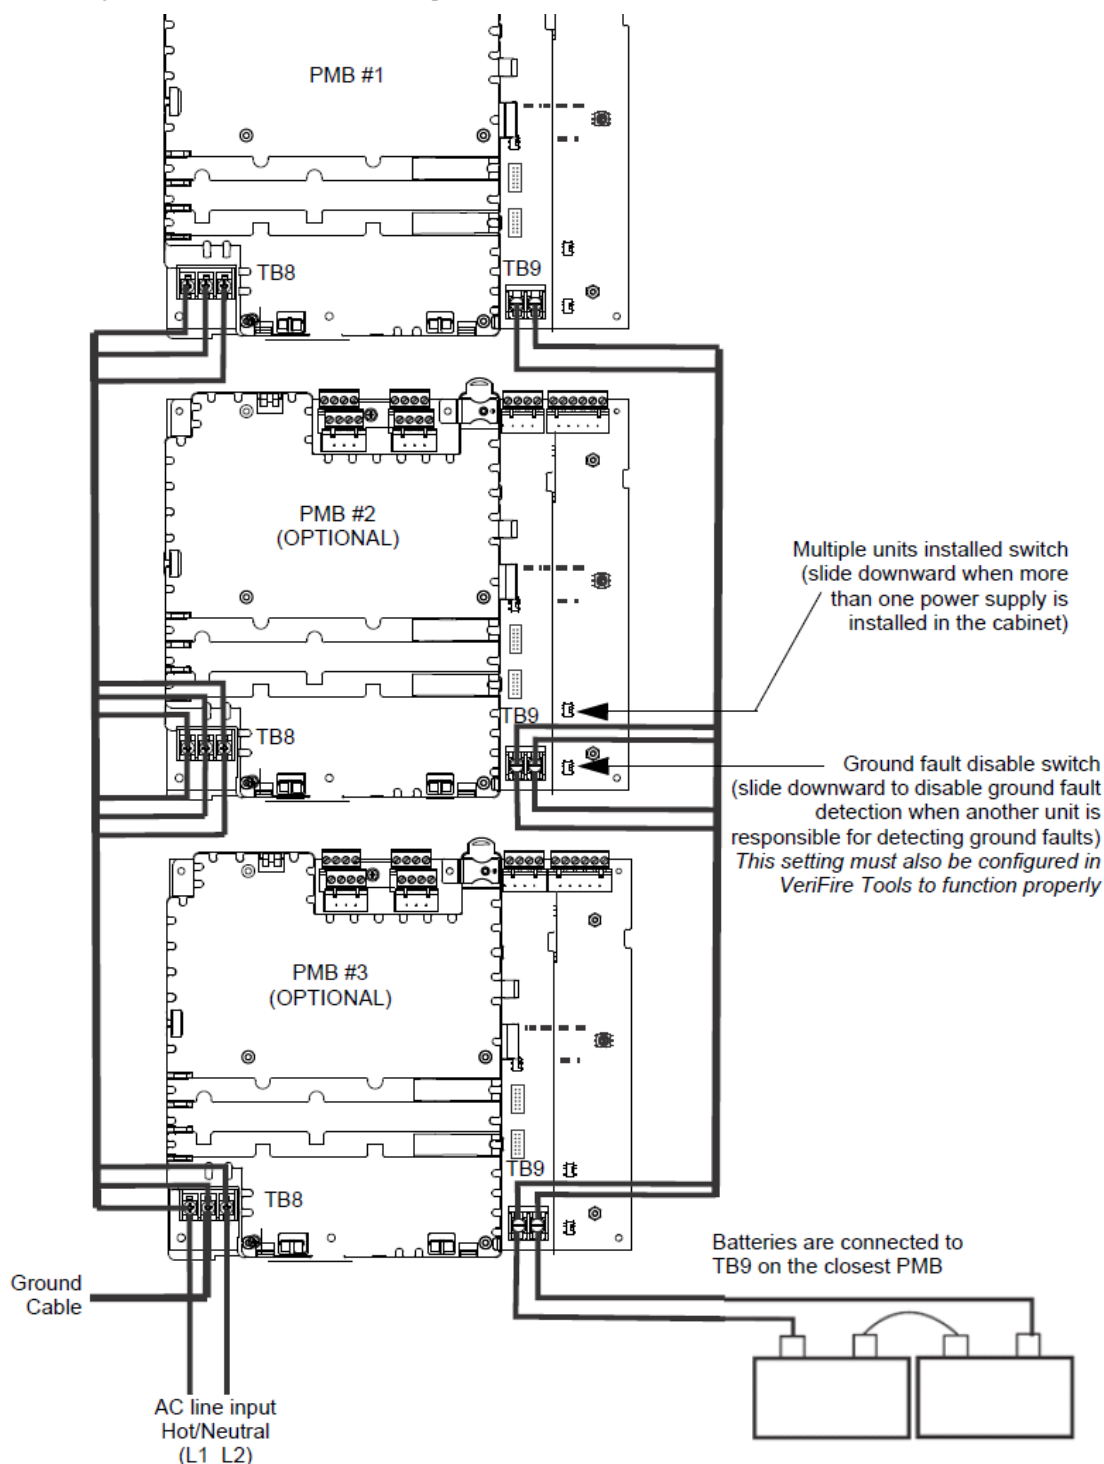 PMB #1
TB8
TB9
PMB #2
(OPTIONAL)
Multiple units installed switch
(slide downward when more
than one power supply is
installed in the cabinet)
TB9
TB8
Ground fault disable switch
(slide downward to disable ground fault
detection when another unit is
responsible for detecting ground faults)
This setting must also be configured in
VeriFire Tools to function properly
PMB #3
(OPTIONAL)
TB9
TB8
Batteries are connected to
TB9 on the closest PMB
Ground
Cable
AC line input
Hot/Neutral
(L1 L2)